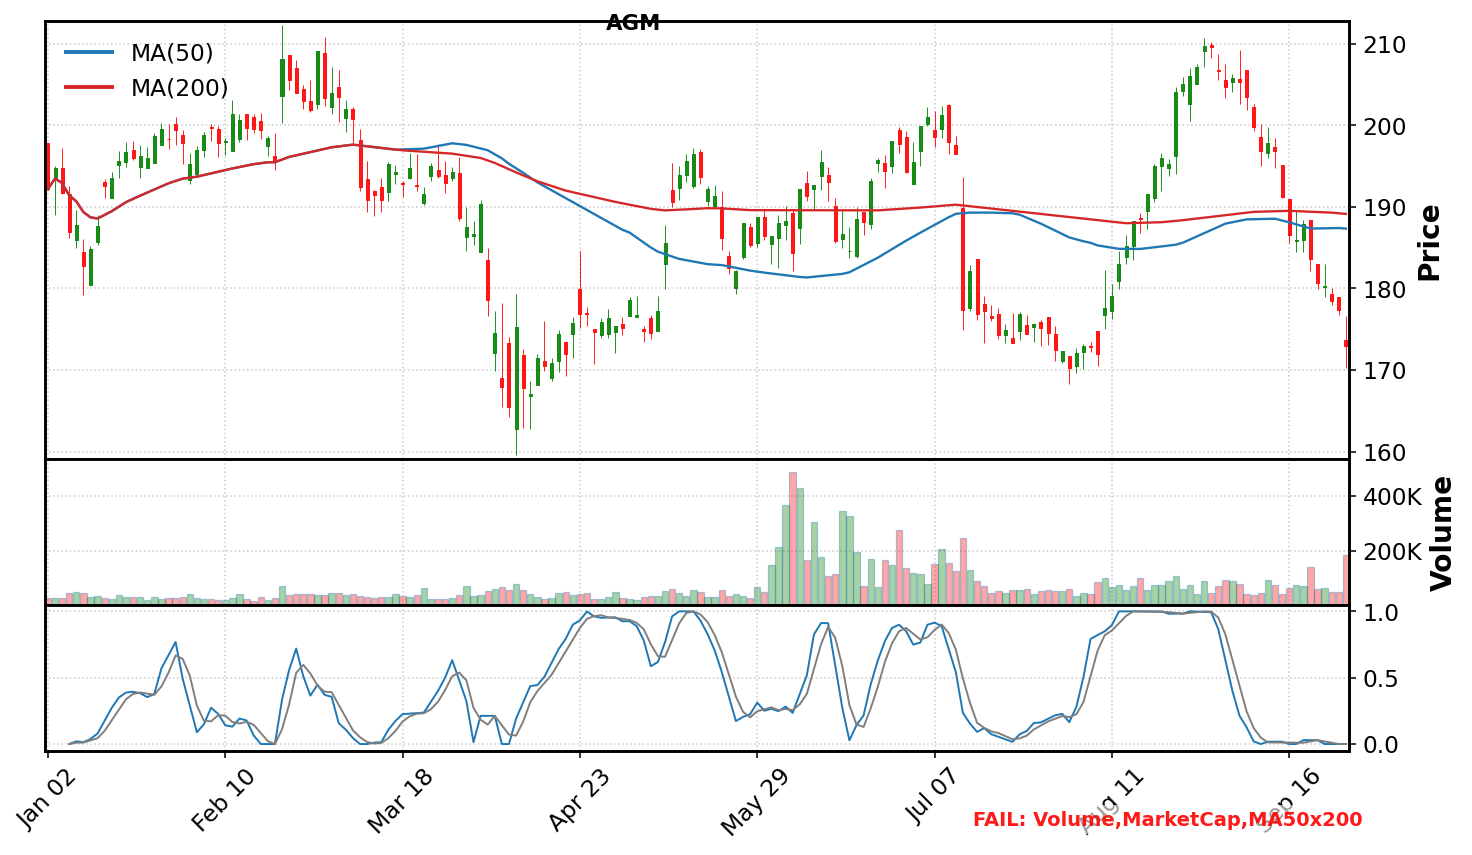 AGM
MA(50)
MA(200)
210
200
190
180
170
160
Price
400K
200K
Volume
1.0
0.5
0.0
Jan 02
Feb 10
Mar 18
Apr 23
May 29
Jul 07
Aug 11
Sep 16
FAIL: Volume,MarketCap,MA50x200